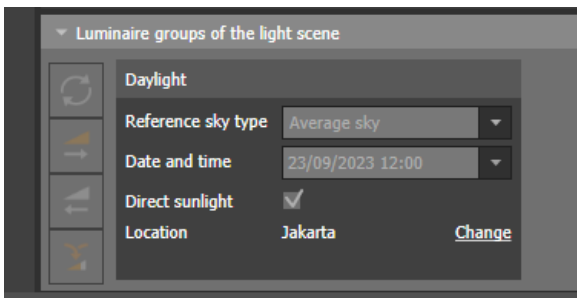 Luminaire groups of the light scene
Daylight
Reference sky type Average sky
Date and time 23/09/2023 12:00
Direct sunlight
Location Jakarta Change